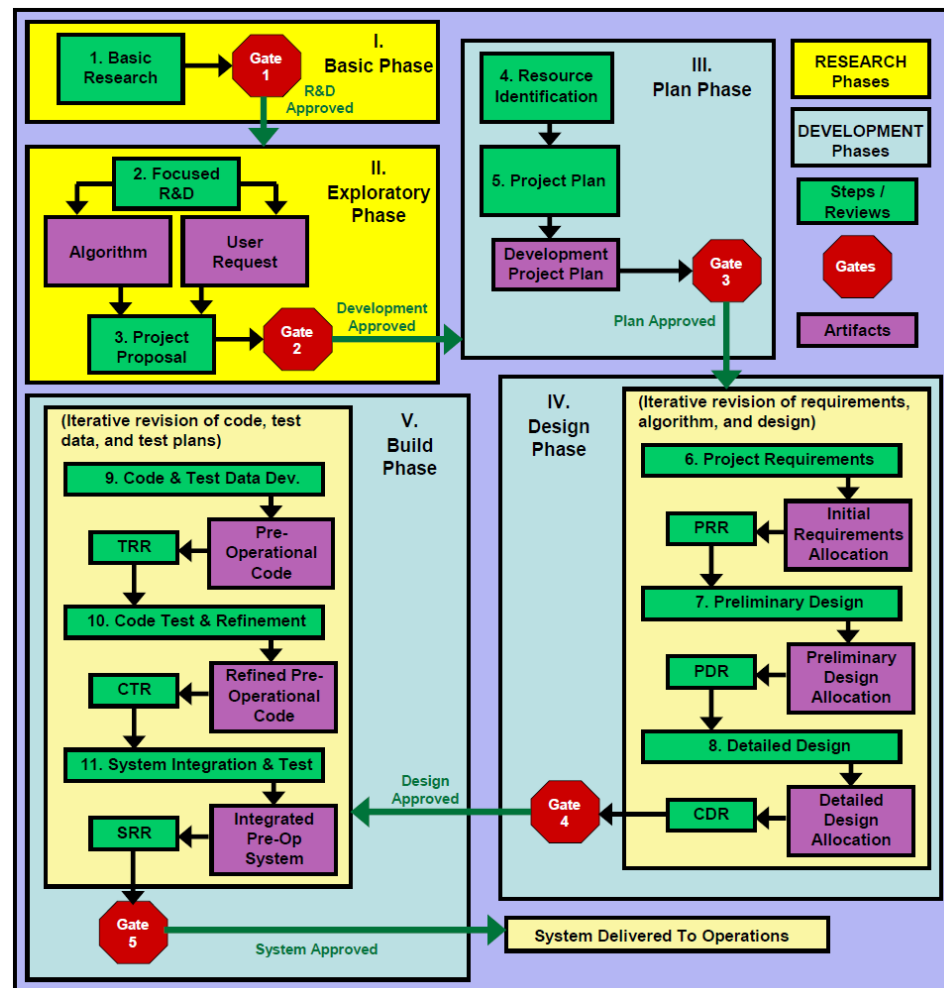 I.
Basic Phase
1. Basic
Research
Gate
1
R&D
Approved
II.
Exploratory
Phase
2. Focused
R&D
Algorithm
User
Request
3. Project
Proposal
Gate
2
Development
Approved
III.
Plan Phase
4. Resource
Identification
5. Project Plan
Development
Project Plan
Gate
3
Plan Approved
RESEARCH
Phases
DEVELOPMENT
Phases
Steps /
Reviews
Gates
Artifacts
IV.
Design
Phase
(Iterative revision of requirements,
algorithm, and design)
6. Project Requirements
Initial
Requirements
Allocation
PRR
7. Preliminary Design
Preliminary
Design
Allocation
PDR
8. Detailed Design
Detailed
Design
Allocation
CDR
Gate
4
Design
Approved
V.
Build
Phase
(Iterative revision of code, test
data, and test plans)
9. Code & Test Data Dev.
Pre-
Operational
Code
TRR
10. Code Test & Refinement
Refined Pre-
Operational
Code
CTR
11. System Integration & Test
Integrated
Pre-Op
System
SRR
Gate
5
System Approved
System Delivered To Operations